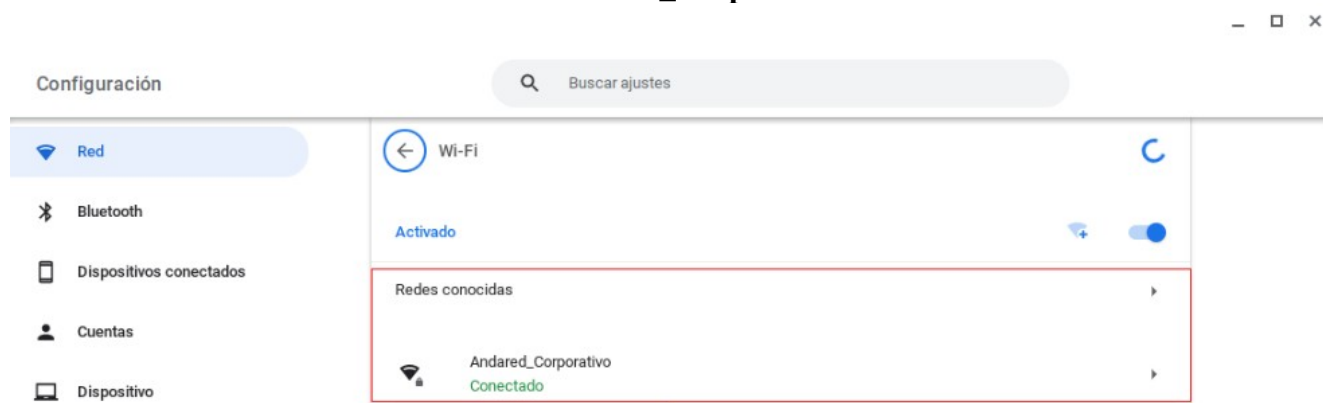 Configuración
Buscar ajustes
Red
Wi-Fi
Bluetooth
Activado
Dispositivos conectados
Redes conocidas
Cuentas
Andared_Corporativo
Conectado
Dispositivo